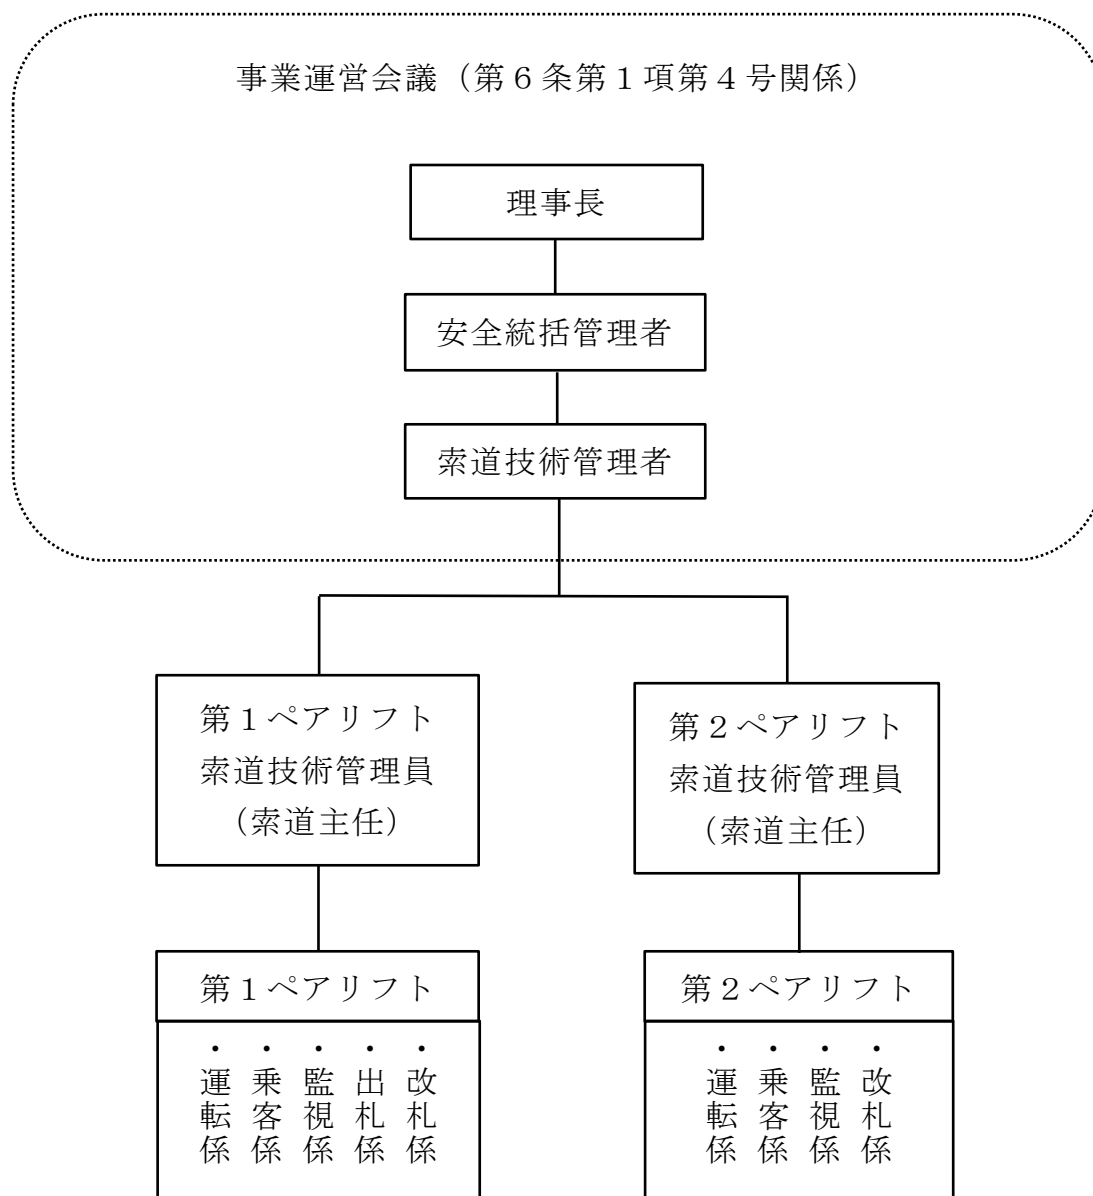 事業運営会議（第６条第１項第４号関係）
理事長
安全統括管理者
索道技術管理者
第１ペアリフト
索道技術管理員
（索道主任）
第２ペアリフト
索道技術管理員
（索道主任）
第１ペアリフト
・運転係
・乗客係
・監視係
・出札係
・改札係
第２ペアリフト
・運転係
・乗客係
・監視係
・改札係